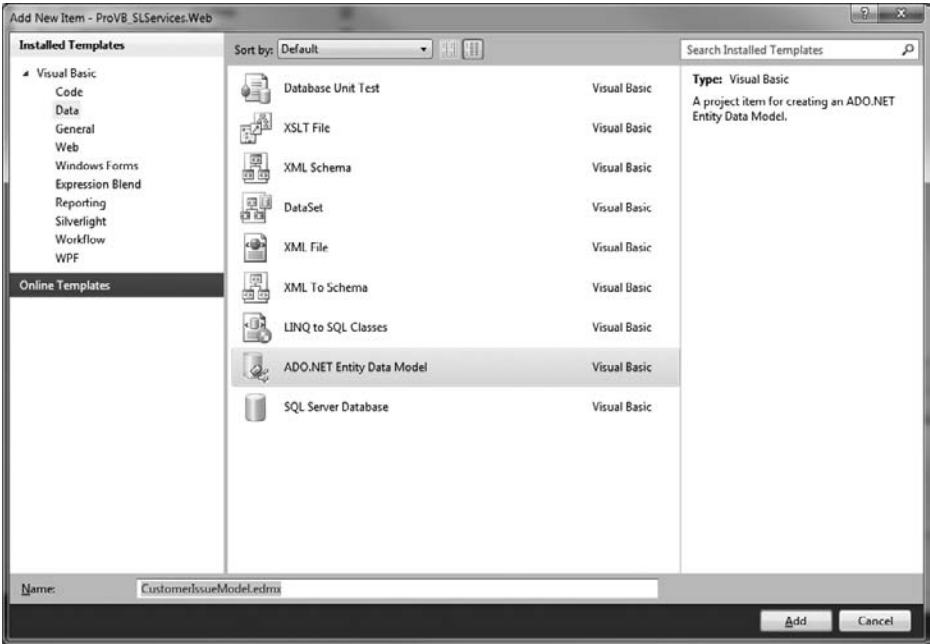 Add New Item - ProVB_SLServices.Web
Installed Templates
Visual Basic
Code
Data
General
Web
Windows Forms
Expression Blend
Reporting
Silverlight
Workflow
WPF
Online Templates
Sort by: Default
Database Unit Test Visual Basic
XSLT File Visual Basic
XML Schema Visual Basic
DataSet Visual Basic
XML File Visual Basic
XML To Schema Visual Basic
LINQ to SQL Classes Visual Basic
ADO.NET Entity Data Model Visual Basic
SQL Server Database Visual Basic
Search Installed Templates
Type: Visual Basic
A project item for creating an ADO.NET
Entity Data Model.
Name: CustomerIssueModel.edmx
Add Cancel